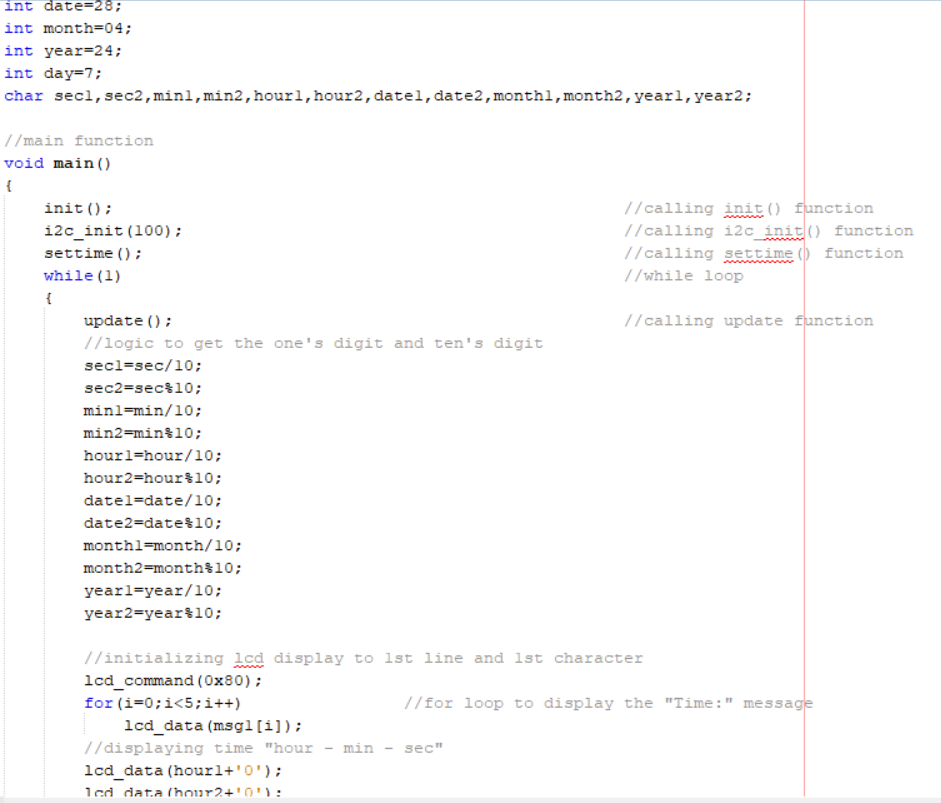 int date=28;
int month=04;
int year=24;
int day=7;
char sec1,sec2,min1,min2,hour1,hour2,date1,date2,month1,month2,year1,year2;
//main function
void main()
{
init(); //calling init() function
i2c_init(100); //calling i2c_init() function
settime(); //calling settime() function
while(1) //while loop
{
update(); //calling update function
//logic to get the one's digit and ten's digit
sec1=sec/10;
sec2=sec%10;
min1=min/10;
min2=min%10;
hour1=hour/10;
hour2=hour%10;
date1=date/10;
date2=date%10;
month1=month/10;
month2=month%10;
year1=year/10;
year2=year%10;
//initializing lcd display to 1st line and 1st character
lcd_command(0x80);
for(i=0;i<5;i++) //for loop to display the "Time:" message
lcd_data(msg1[i]);
//displaying time "hour - min - sec"
lcd_data(hour1+'0');
lcd_data(hour2+'0');